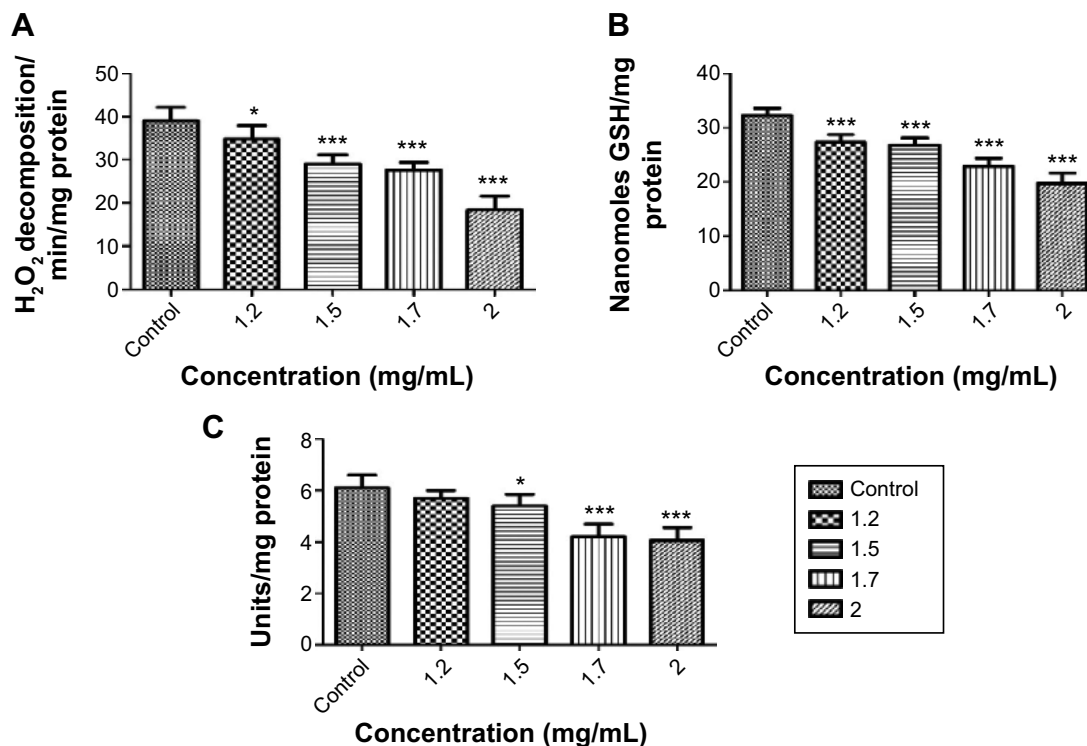 A
H₂O₂ decomposition/
min/mg protein
50
40
30
20
10
0
*
***
***
***
Control
1.2
1.5
1.7
2
Concentration (mg/mL)
B
Nanomoles GSH/mg
protein
40
30
20
10
0
***
***
***
***
Control
1.2
1.5
1.7
2
Concentration (mg/mL)
C
Units/mg protein
8
6
4
2
0
*
***
***
Control
1.2
1.5
1.7
2
Concentration (mg/mL)
Control
1.2
1.5
1.7
2